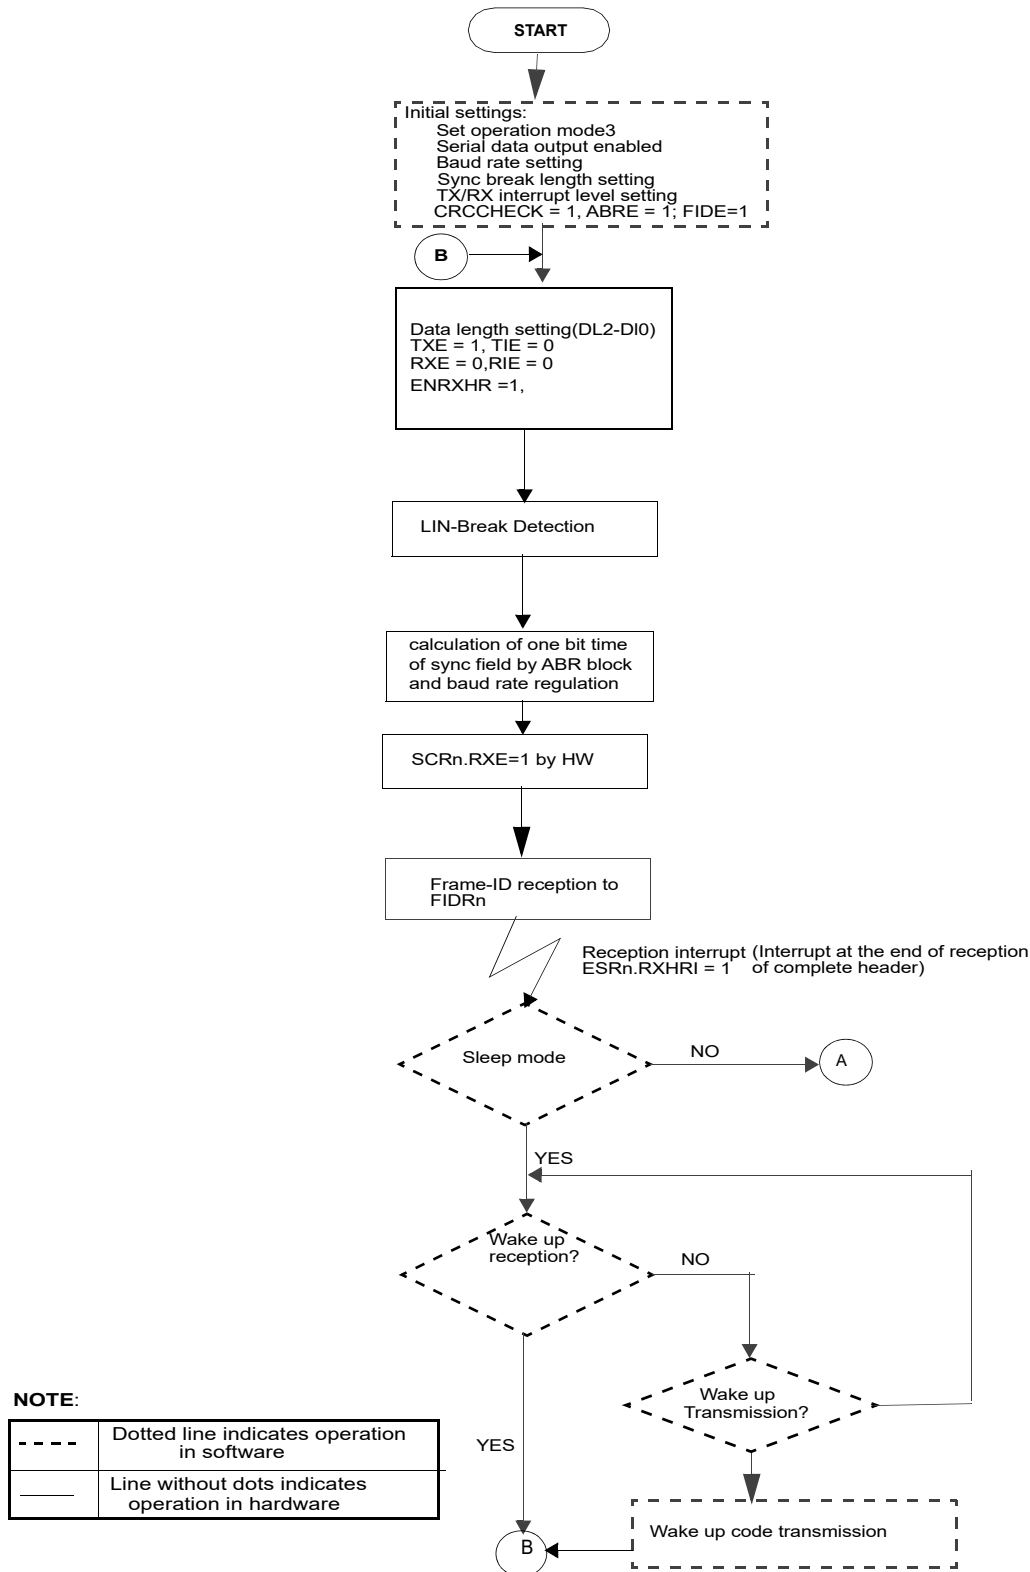 START
Initial settings:
Set operation mode3
Serial data output enabled
Baud rate setting
Sync break length setting
TX/RX interrupt level setting
CRCCHECK = 1, ABRE = 1; FIDE=1
B
Data length setting(DL2-Dl0)
TXE = 1, TIE = 0
RXE = 0,RIE = 0
ENRXHR =1,
LIN-Break Detection
calculation of one bit time
of sync field by ABR block
and baud rate regulation
SCRn.RXE=1 by HW
Frame-ID reception to
FIDRn
Reception interrupt (Interrupt at the end of reception
ESRn.RXHRI = 1 of complete header)
Sleep mode
NO
A
YES
Wake up
reception?
NO
Wake up
Transmission?
YES
Wake up code transmission
B
NOTE:
Dotted line indicates operation
in software
Line without dots indicates
operation in hardware